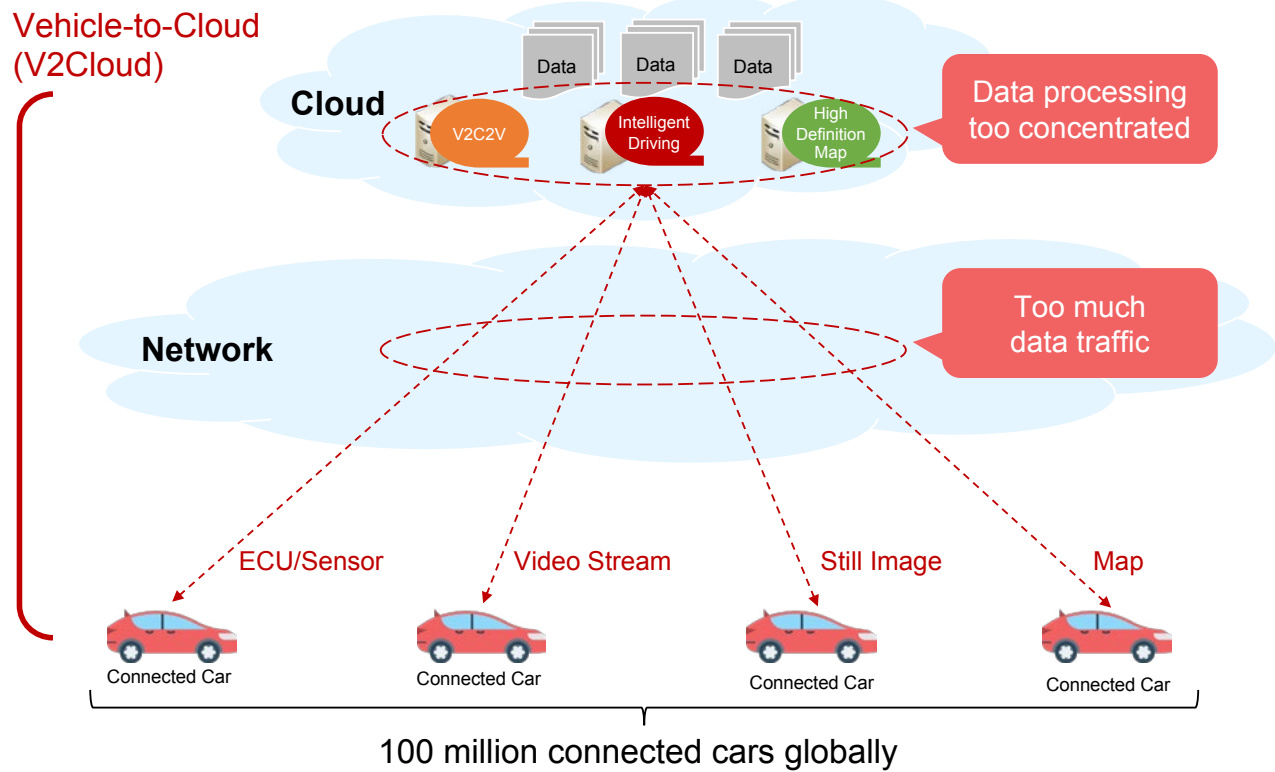 Vehicle-to-Cloud
(V2Cloud)
Data
Data
Data
Cloud
V2C2V
Intelligent
Driving
High
Definition
Map
Data processing
too concentrated
Network
Too much
data traffic
ECU/Sensor
Video Stream
Still Image
Map
Connected Car
Connected Car
Connected Car
Connected Car
100 million connected cars globally